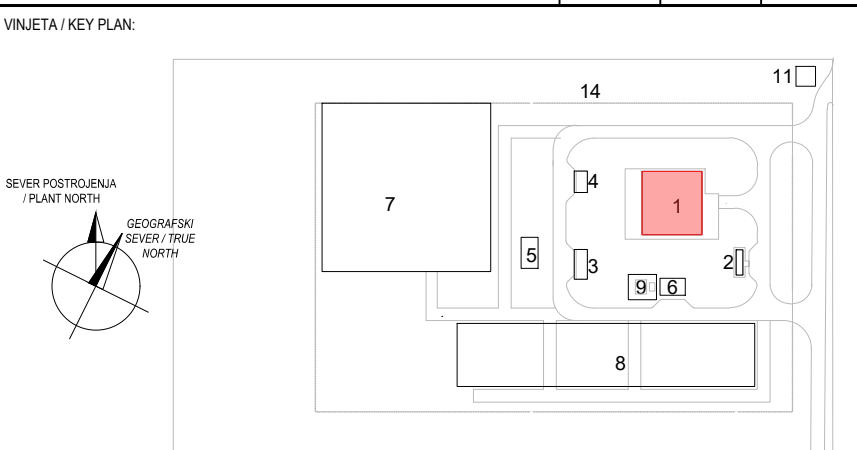 VINJETA / KEY PLAN:
11
14
SEVER POSTROJENJA
/ PLANT NORTH
GEOGRAFSKI
SEVER / TRUE
NORTH
4
7
1
5
3
2
9
6
8